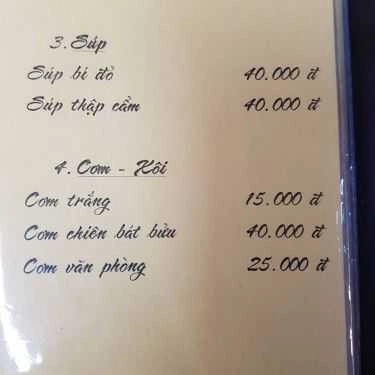 3. Súp
Súp bí đỏ 40.000 đ
Súp thập cẩm 40.000 đ
4. Cơm - Xôi
Cơm trắng 15.000 đ
Cơm chiên bát bửu 40.000 đ
Cơm văn phòng 25.000 đ